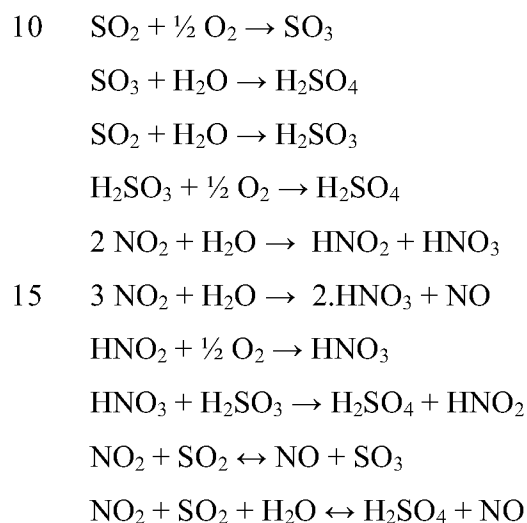 10 SO₂ + ½ O₂ → SO₃
SO₃ + H₂O → H₂SO₄
SO₂ + H₂O → H₂SO₃
H₂SO₃ + ½ O₂ → H₂SO₄
2 NO₂ + H₂O → HNO₂ + HNO₃
15 3 NO₂ + H₂O → 2.HNO₃ + NO
HNO₂ + ½ O₂ → HNO₃
HNO₃ + H₂SO₃ → H₂SO₄ + HNO₂
NO₂ + SO₂ ↔ NO + SO₃
NO₂ + SO₂ + H₂O ↔ H₂SO₄ + NO